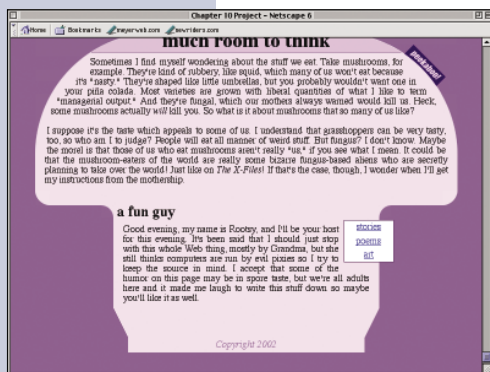 Chapter 10 Project – Netscape 6
Home Bookmarks meyerweb.com newriders.com
much room to think
peekaboo!
Sometimes I find myself wondering about the stuff we eat. Take mushrooms, for
example. They're kind of rubbery, like squid, which many of us won't eat because
it's "nasty." They're shaped like little umbrellas, but you probably wouldn't want one in
your piña colada. Most varieties are grown with liberal quantities of what I like to term
"managerial output." And they're fungal, which our mothers always warned would kill us. Heck,
some mushrooms actually will kill you. So what is it about mushrooms that so many of us like?
I suppose it's the taste which appeals to some of us. I understand that grasshoppers can be very tasty,
too, so who am I to judge? People will eat all manner of weird stuff. But fungus? I don't know. Maybe
the morel is that those of us who eat mushrooms aren't really "us," if you see what I mean. It could be
that the mushroom-eaters of the world are really some bizarre fungus-based aliens who are secretly
planning to take over the world! Just like on The X-Files! If that's the case, though, I wonder when I'll get
my instructions from the mothership.
a fun guy
Good evening, my name is Rootsy, and I'll be your host
for this evening. It's been said that I should just stop
with this whole Web thing, mostly by Grandma, but she
still thinks computers are run by evil pixies so I try to
keep the source in mind. I accept that some of the
humor on this page may be in spore taste, but we're all adults
here and it made me laugh to write this stuff down so maybe
you'll like it as well.
stories
poems
art
Copyright 2002